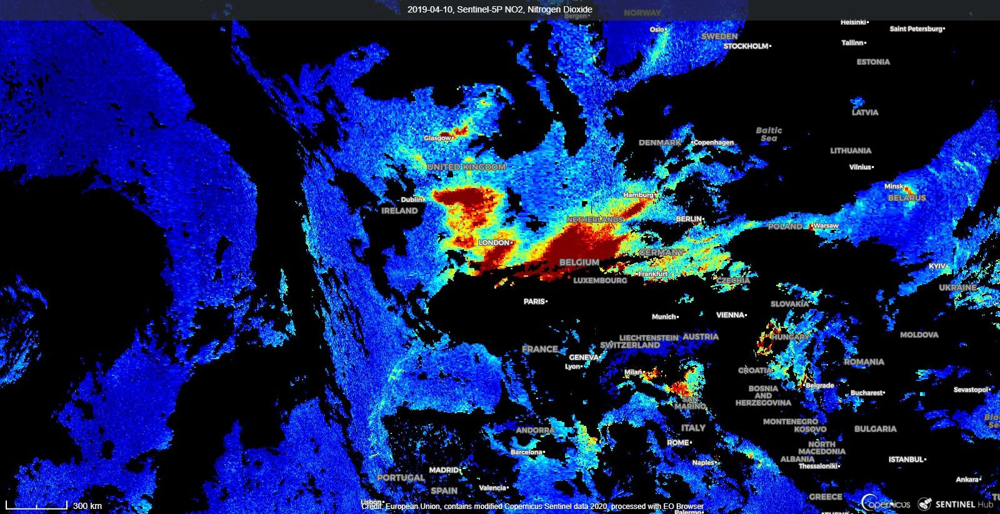 2019-04-10, Sentinel-5P NO2, Nitrogen Dioxide
NORWAY
Bergen
Helsinki
Oslo
Saint Petersburg
SWEDEN
STOCKHOLM
Tallinn
ESTONIA
LATVIA
Baltic
Sea
Glasgow
DENMARK
Copenhagen
LITHUANIA
UNITED KINGDOM
Vilnius
Minsk
Dublin
Hamburg
BELARUS
IRELAND
NETHERLANDS
BERLIN
POLAND
Warsaw
LONDON
GERMANY
BELGIUM
KYIV
Frankfurt
LUXEMBOURG
CZECHIA
UKRAINE
PARIS
SLOVAKIA
Munich
VIENNA
LIECHTENSTEIN
AUSTRIA
HUNGARY
MOLDOVA
SWITZERLAND
FRANCE
GENEVA
ROMANIA
Lyon
Milan
CROATIA
Belgrade
BOSNIA
AND
HERZEGOVINA
Bucharest
Sevastopol
SAN
MARINO
Black
Sea
MONTENEGRO
ITALY
ANDORRA
KOSOVO
BULGARIA
ROME
NORTH
MACEDONIA
Barcelona
Naples
ALBANIA
ISTANBUL
Thessaloniki
MADRID
PORTUGAL
Ankara
Valencia
SPAIN
GREECE
Lisbon
300 km
Credit: European Union, contains modified Copernicus Sentinel data 2020, processed with EO Browser
opernicus
SENTINEL Hub
Palermo